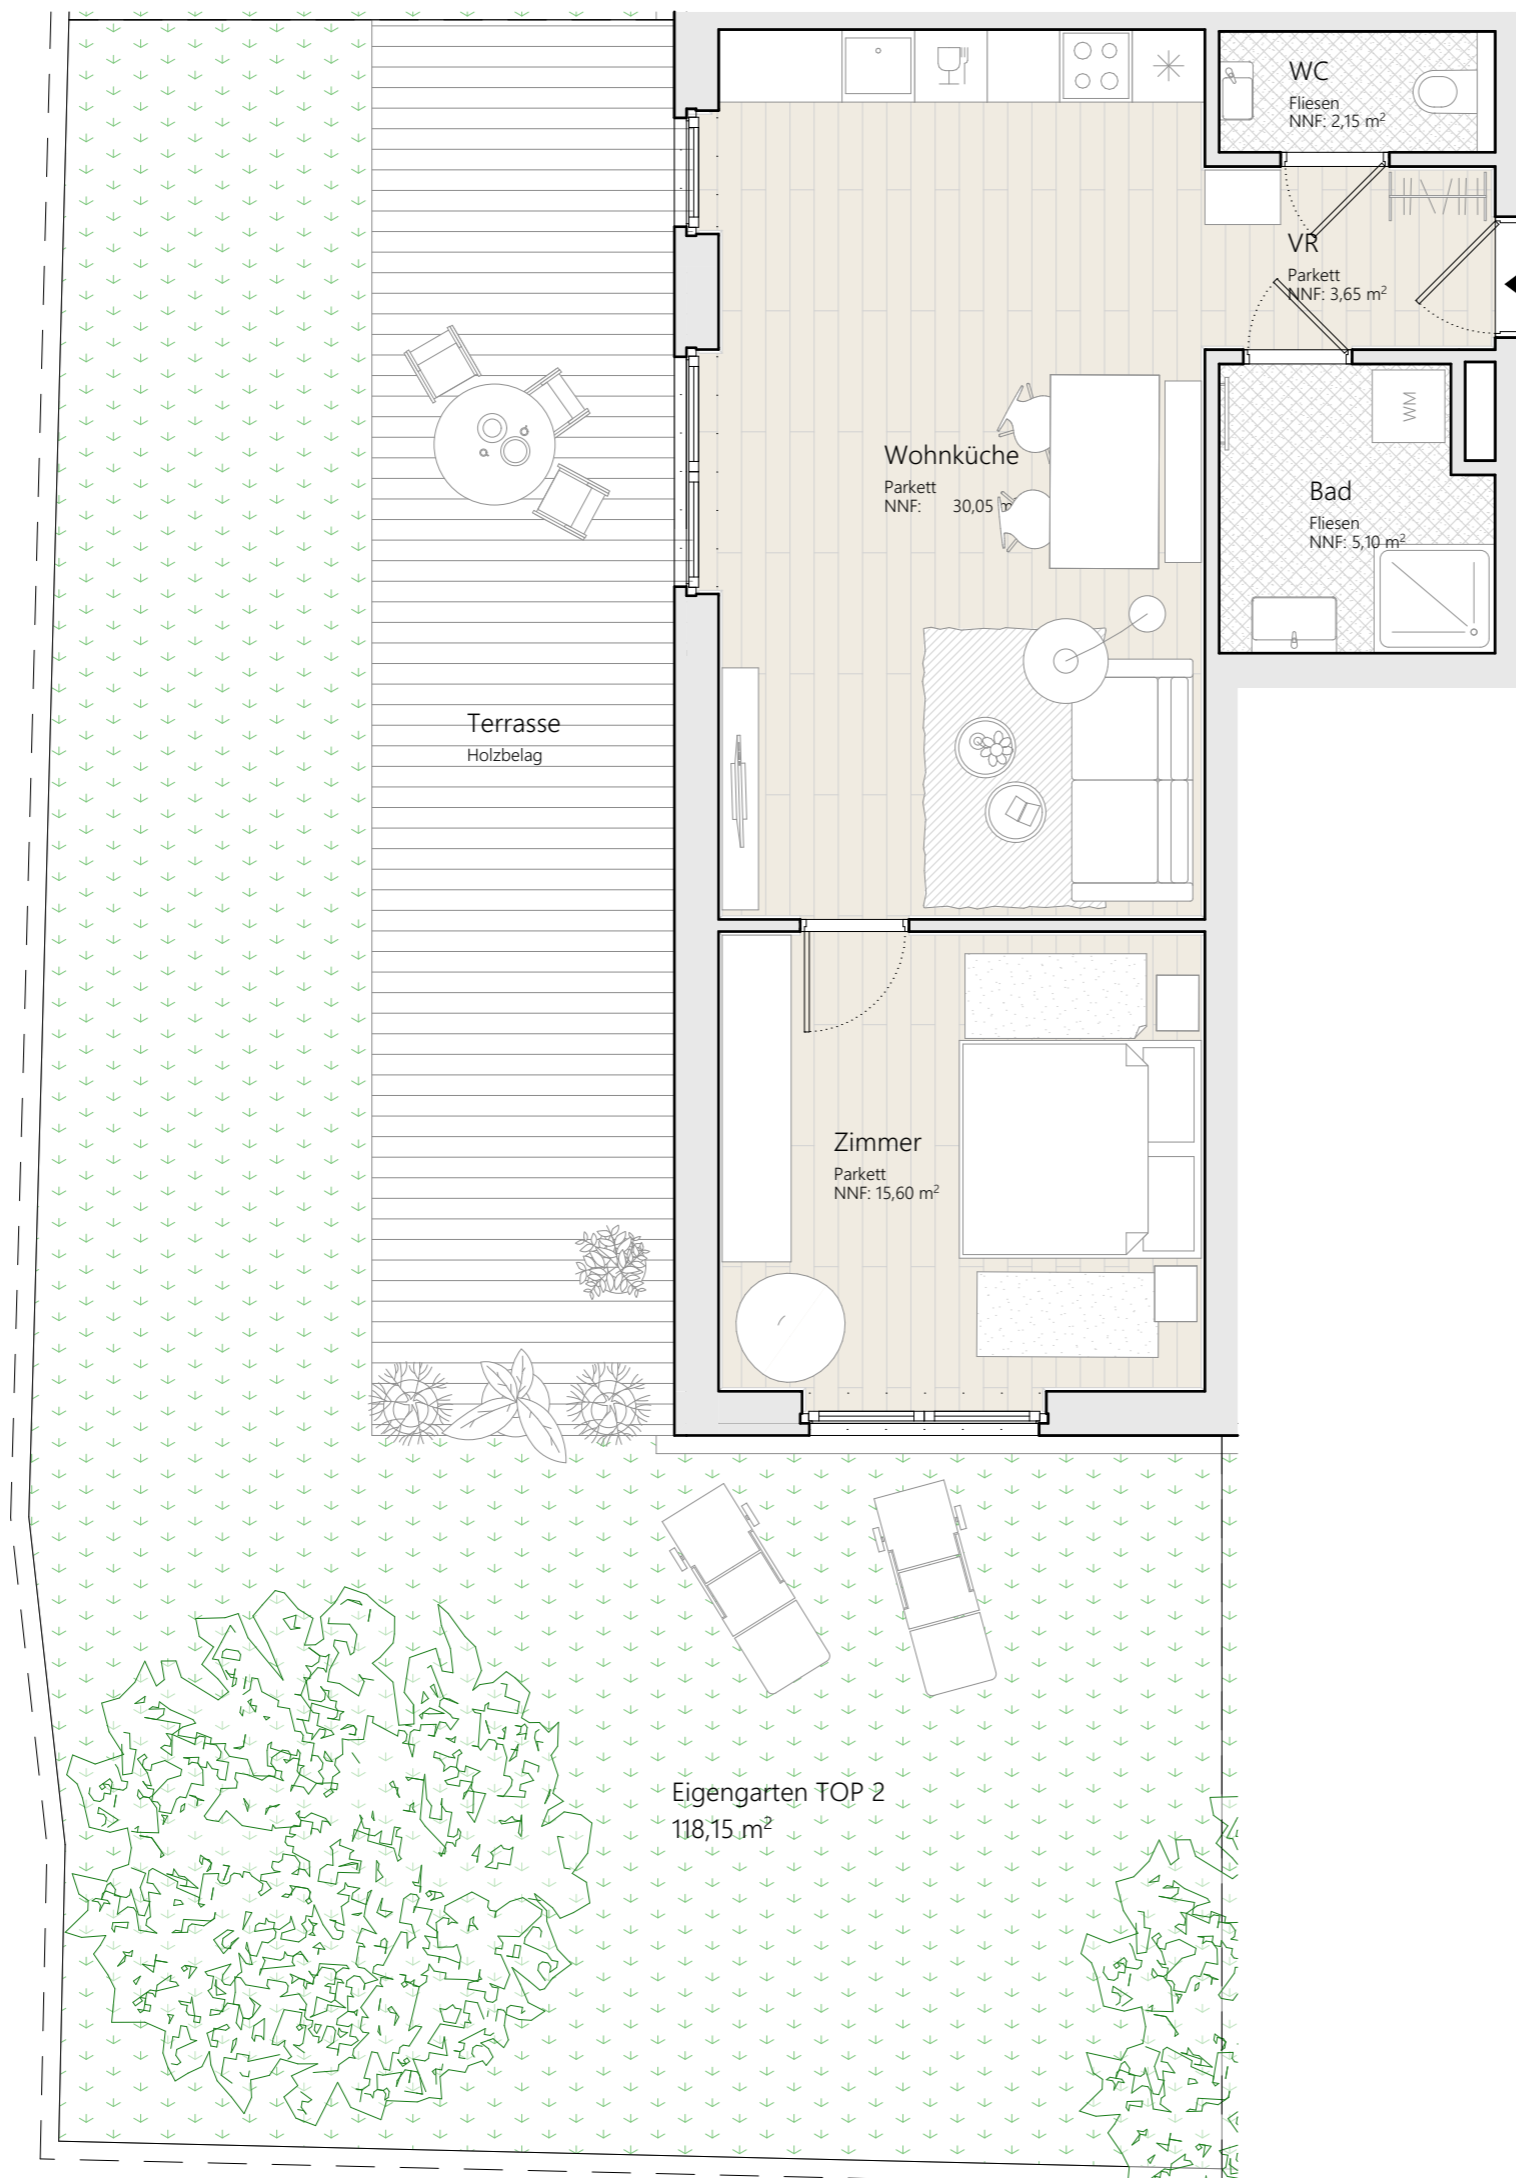 WC
Fliesen
NNF: 2,15 m²
VR
Parkett
NNF: 3,65 m²
WM
Wohnküche
Parkett
NNF: 30,05
Bad
Fliesen
NNF: 5,10 m²
Terrasse
Holzbelag
Zimmer
Parkett
NNF: 15,60 m²
Eigengarten TOP 2
118,15 m²